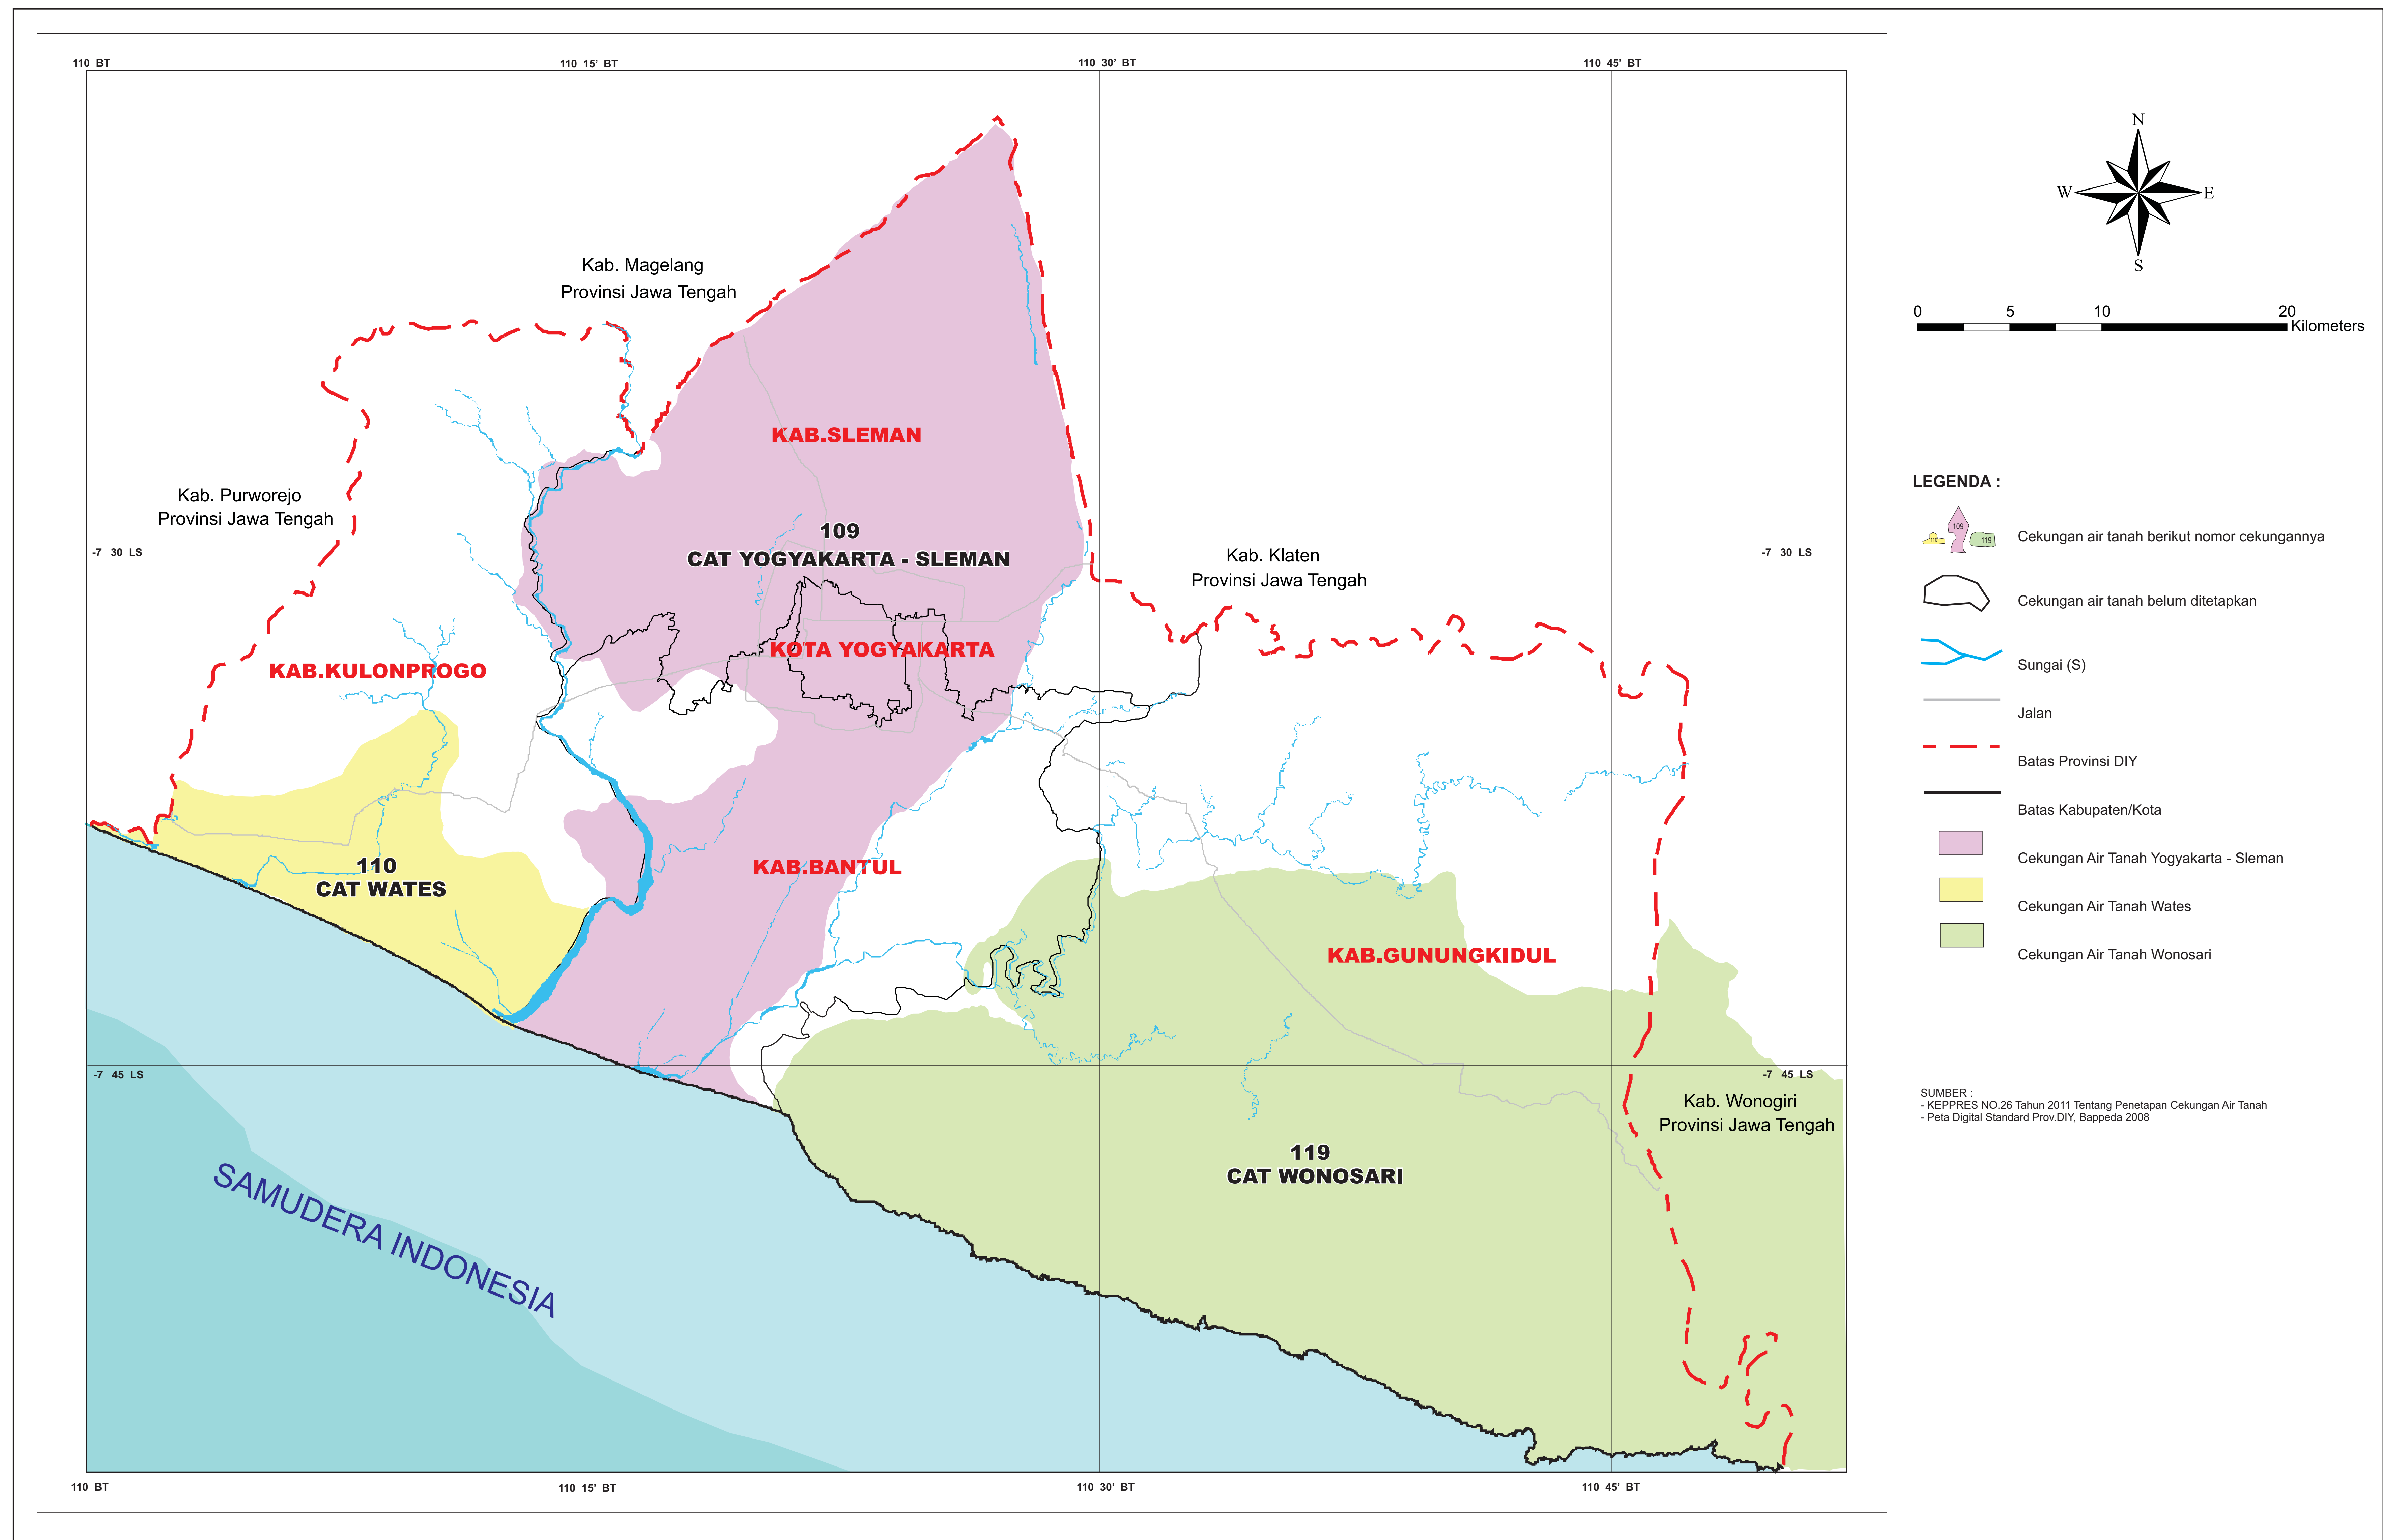 110 BT
110 15' BT
110 30' BT
110 45' BT
N
W
E
S
0 5 10 20
Kilometers
Kab. Magelang
Provinsi Jawa Tengah
KAB.SLEMAN
Kab. Purworejo
Provinsi Jawa Tengah
109
CAT YOGYAKARTA - SLEMAN
-7 30 LS
-7 30 LS
Kab. Klaten
Provinsi Jawa Tengah
KOTA YOGYAKARTA
KAB.KULONPROGO
110
CAT WATES
KAB.BANTUL
KAB.GUNUNGKIDUL
-7 45 LS
-7 45 LS
Kab. Wonogiri
Provinsi Jawa Tengah
119
CAT WONOSARI
SAMUDERA INDONESIA
110 BT
110 15' BT
110 30' BT
110 45' BT
LEGENDA :
109
119
Cekungan air tanah berikut nomor cekungannya
Cekungan air tanah belum ditetapkan
Sungai (S)
Jalan
Batas Provinsi DIY
Batas Kabupaten/Kota
Cekungan Air Tanah Yogyakarta - Sleman
Cekungan Air Tanah Wates
Cekungan Air Tanah Wonosari
SUMBER :
- KEPPRES NO.26 Tahun 2011 Tentang Penetapan Cekungan Air Tanah
- Peta Digital Standard Prov.DIY, Bappeda 2008